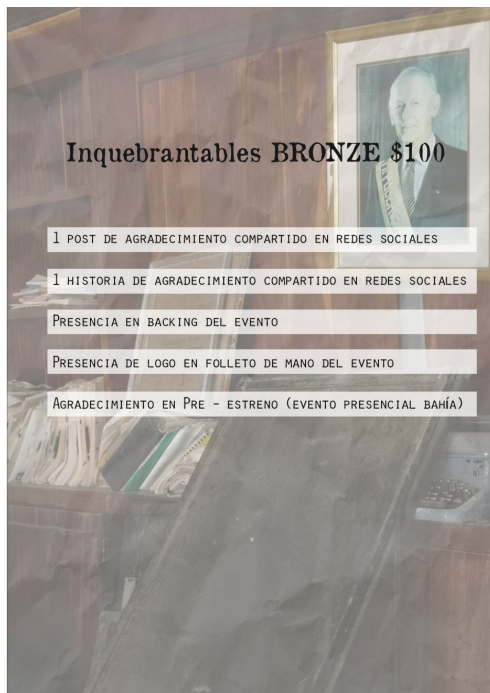 Inquebrantables BRONZE $100
1 POST DE AGRADECIMIENTO COMPARTIDO EN REDES SOCIALES
1 HISTORIA DE AGRADECIMIENTO COMPARTIDO EN REDES SOCIALES
PRESENCIA EN BACKING DEL EVENTO
PRESENCIA DE LOGO EN FOLLETO DE MANO DEL EVENTO
AGRADECIMIENTO EN PRE - ESTRENO (EVENTO PRESENCIAL BAHÍA)